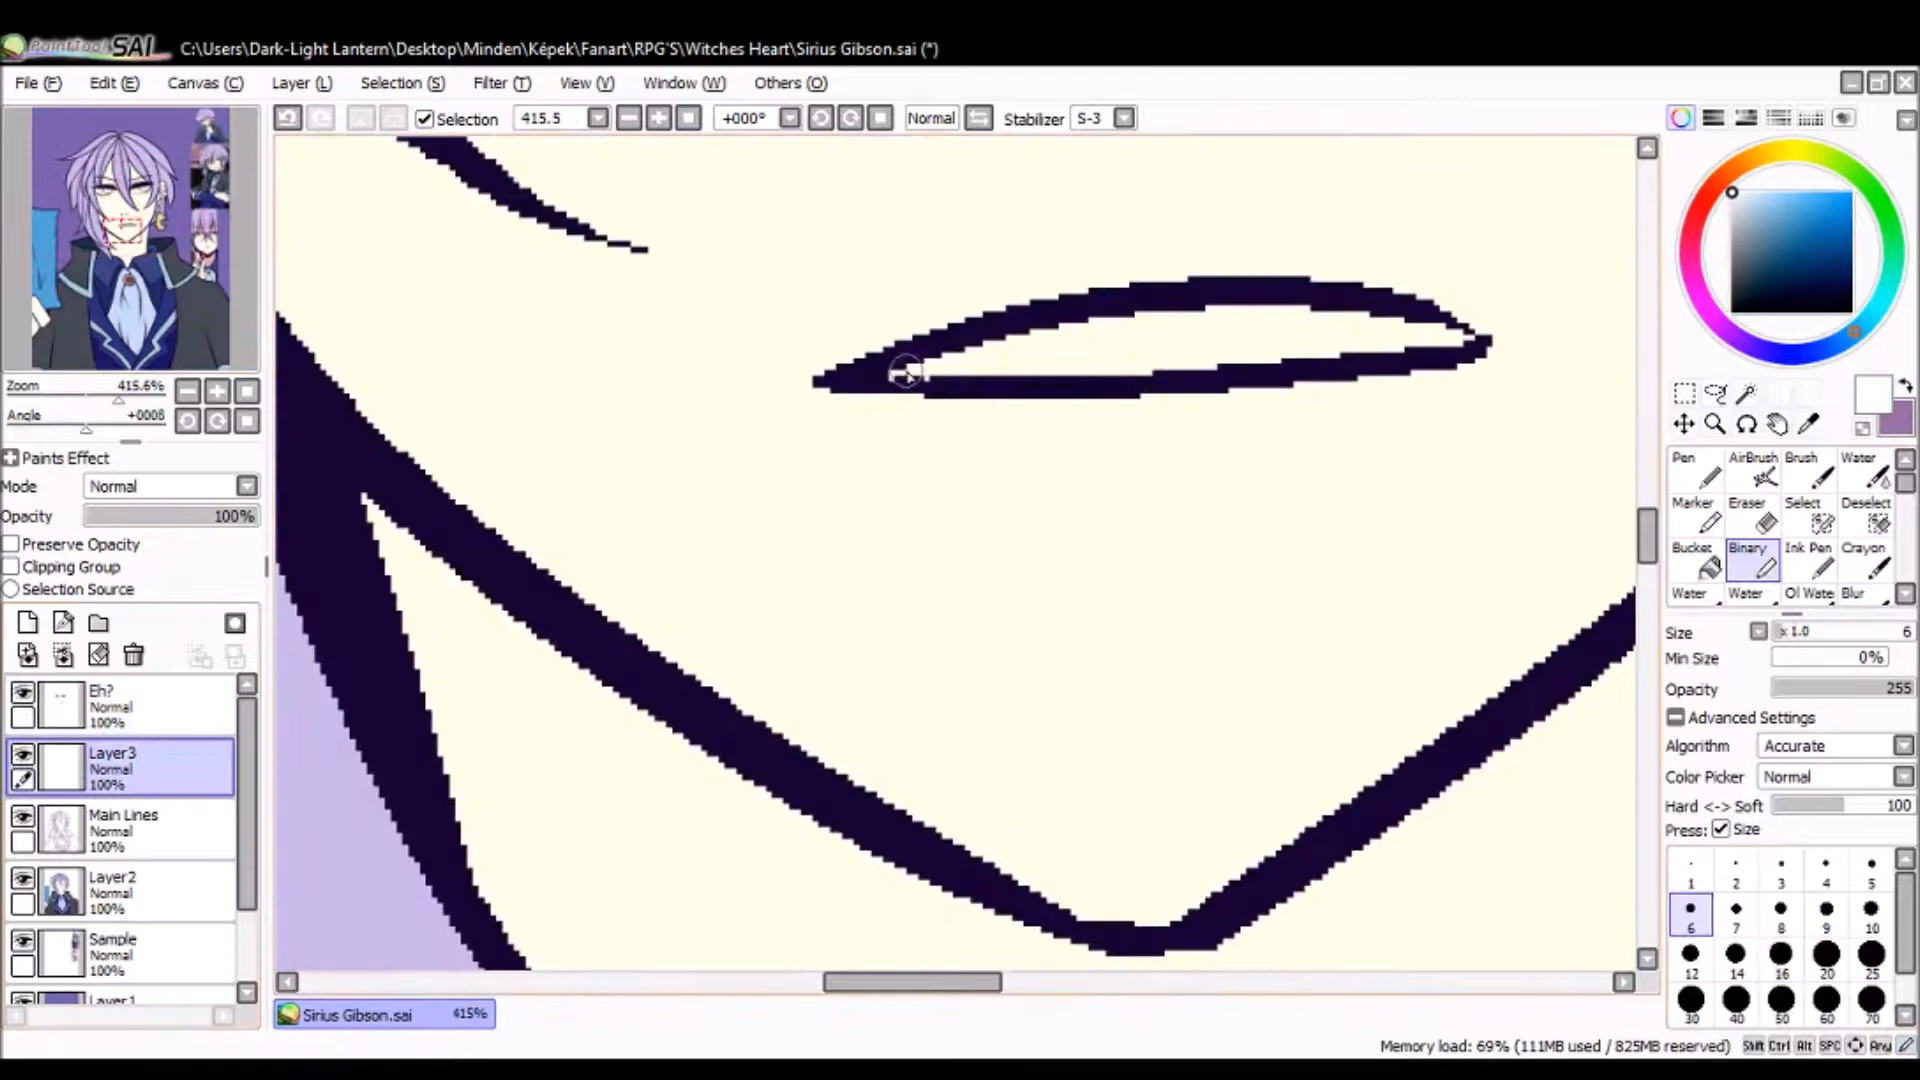 PaintTool SAI C:\Users\Dark-Light Lantern\Desktop\Minden\Képek\Fanart\RPG'S\Witches Heart\Sirius Gibson.sai (*)
File (F) Edit (E) Canvas (C) Layer (L) Selection (S) Filter (T) View (V) Window (W) Others (O)
Selection 415.5 +000° Normal Stabilizer S-3
Zoom 415.6%
Angle +000
Paints Effect
Mode Normal
Opacity 100%
Preserve Opacity
Clipping Group
Selection Source
Eh?
Normal
100%
Layer3
Normal
100%
Main Lines
Normal
100%
Layer2
Normal
100%
Sample
Normal
100%
Layer1
Sirius Gibson.sai 415%
Pen AirBrush Brush Water
Marker Eraser Select Deselect
Bucket Binary Ink Pen Crayon
Water Water Ol Wate Blur
Size x 1.0 6
Min Size 0%
Opacity 255
Advanced Settings
Algorithm Accurate
Color Picker Normal
Hard <-> Soft 100
Press: Size
1 2 3 4 5
6 7 8 9 10
12 14 16 20 25
30 40 50 60 70
Memory load: 69% (111MB used / 825MB reserved) Shift Ctrl Alt SPC Any